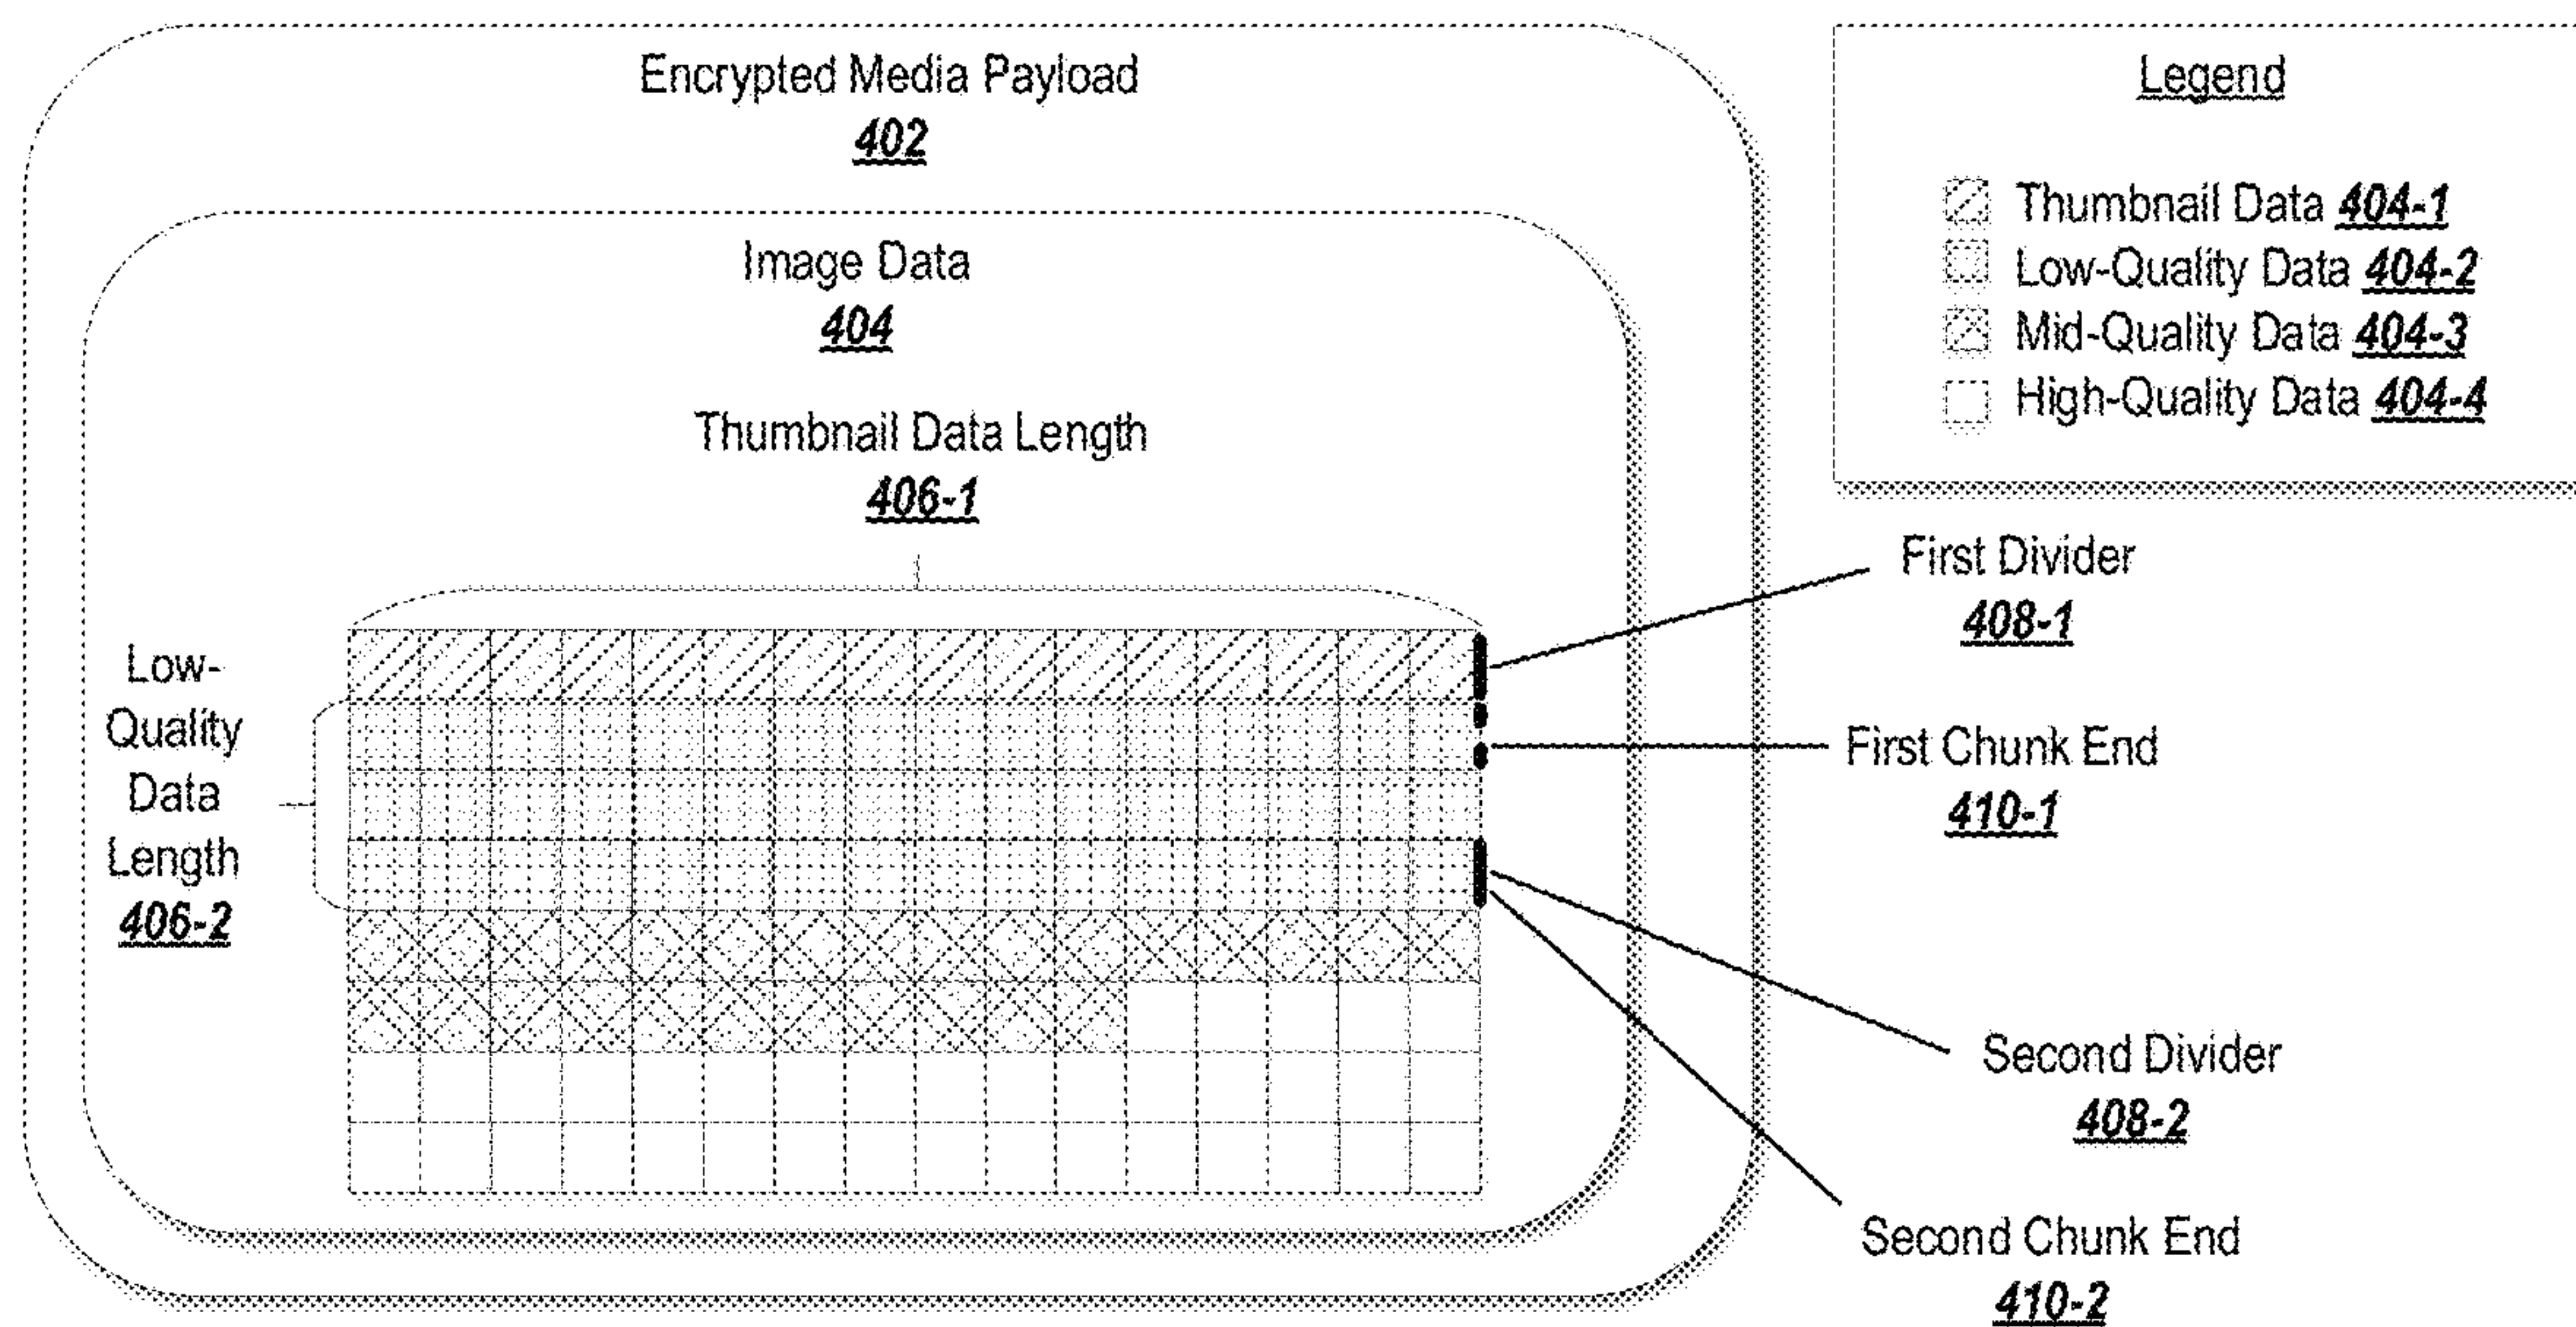 Encrypted Media Payload
402
Image Data
404
Thumbnail Data Length
406-1
Low-
Quality
Data
Length
406-2
Legend
Thumbnail Data 404-1
Low-Quality Data 404-2
Mid-Quality Data 404-3
High-Quality Data 404-4
First Divider
408-1
First Chunk End
410-1
Second Divider
408-2
Second Chunk End
410-2